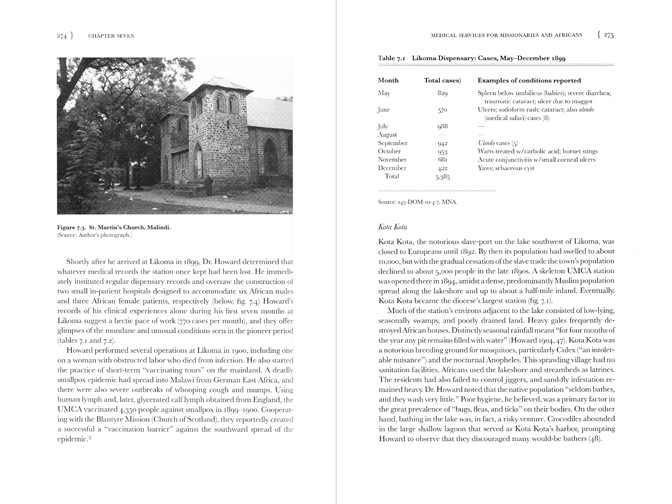 274 } CHAPTER SEVEN
Figure 7.3. St. Martin's Church, Malindi.
(Source: Author's photograph.)
Shortly after he arrived at Likoma in 1899, Dr. Howard determined that
whatever medical records the station once kept had been lost. He immedi-
ately instituted regular dispensary records and oversaw the construction of
two small in-patient hospitals designed to accommodate six African males
and three African female patients, respectively (below, fig. 7.4) Howard's
records of his clinical experiences alone during his first seven months at
Likoma suggest a hectic pace of work (770 cases per month), and they offer
glimpses of the mundane and unusual conditions seen in the pioneer period
(tables 7.1 and 7.2).
Howard performed several operations at Likoma in 1900, including one
on a woman with obstructed labor who died from infection. He also started
the practice of short-term "vaccinating tours" on the mainland. A deadly
smallpox epidemic had spread into Malawi from German East Africa, and
there were also severe outbreaks of whooping cough and mumps. Using
human lymph and, later, glycerated calf lymph obtained from England, the
UMCA vaccinated 4,350 people against smallpox in 1899–1900. Cooperat-
ing with the Blantyre Mission (Church of Scotland), they reportedly created
a successful a "vaccination barrier" against the southward spread of the
epidemic.³
MEDICAL SERVICES FOR MISSIONARIES AND AFRICANS { 275
Table 7.1 Likoma Dispensary: Cases, May–December 1899
Month Total cases) Examples of conditions reported
May 829 Spleen below umbilicus (babies); severe diarrhea;
traumatic cataract; ulcer due to maggot
June 570 Ulcers; sodoform rash; cataract; also ulendo
(medical safari) cases (8)
July 988 —
August — —
September 942 Ulendo cases (5)
October 953 Warts treated w/carbolic acid; hornet stings
November 681 Acute conjunctivitis w/small corneal ulcers
December 422 Yaws; sebaceous cyst
Total 5,385
Source: 145-DOM-10-4-7, MNA.
Kota Kota
Kota Kota, the notorious slave-port on the lake southwest of Likoma, was
closed to Europeans until 1892. By then its population had swelled to about
10,000, but with the gradual cessation of the slave trade the town's population
declined to about 5,000 people in the late 1890s. A skeleton UMCA station
was opened there in 1894, amidst a dense, predominantly Muslim population
spread along the lakeshore and up to about a half-mile inland. Eventually,
Kota Kota became the diocese's largest station (fig. 7.1).
Much of the station's environs adjacent to the lake consisted of low-lying,
seasonally swampy, and poorly drained land. Heavy gales frequently de-
stroyed African houses. Distinctly seasonal rainfall meant "for four months of
the year any pit remains filled with water" (Howard 1904, 47). Kota Kota was
a notorious breeding ground for mosquitoes, particularly Culex ("an intoler-
able nuisance") and the nocturnal Anopheles. This sprawling village had no
sanitation facilities. Africans used the lakeshore and streambeds as latrines.
The residents had also failed to control jiggers, and sand-fly infestation re-
mained heavy. Dr. Howard noted that the native population "seldom bathes,
and they wash very little." Poor hygiene, he believed, was a primary factor in
the great prevalence of "bugs, fleas, and ticks" on their bodies. On the other
hand, bathing in the lake was, in fact, a risky venture. Crocodiles abounded
in the large shallow lagoon that served as Kota Kota's harbor, prompting
Howard to observe that they discouraged many would-be bathers (48).